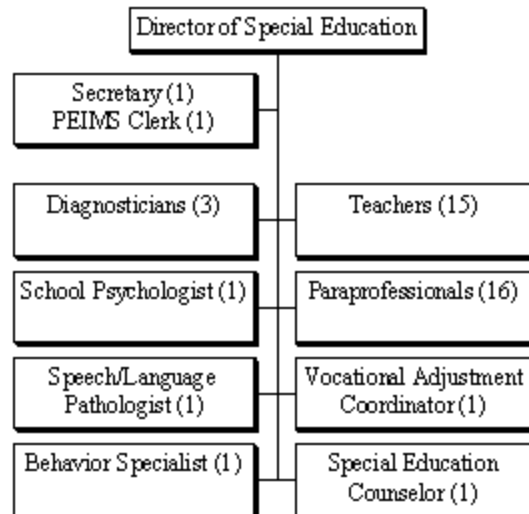 Director of Special Education
Secretary (1)
PEIMS Clerk (1)
Diagnosticians (3)
Teachers (15)
School Psychologist (1)
Paraprofessionals (16)
Speech/Language
Pathologist (1)
Vocational Adjustment
Coordinator (1)
Behavior Specialist (1)
Special Education
Counselor (1)